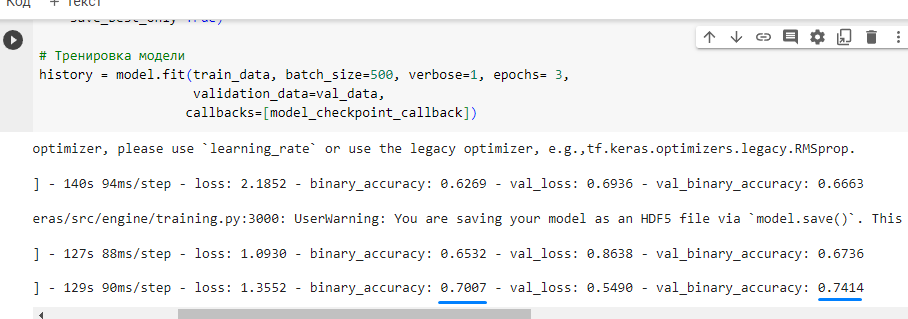 Код + Текст
save_best_only=True)
# Тренировка модели
history = model.fit(train_data, batch_size=500, verbose=1, epochs= 3,
validation_data=val_data,
callbacks=[model_checkpoint_callback])
optimizer, please use `learning_rate` or use the legacy optimizer, e.g.,tf.keras.optimizers.legacy.RMSprop.
] - 140s 94ms/step - loss: 2.1852 - binary_accuracy: 0.6269 - val_loss: 0.6936 - val_binary_accuracy: 0.6663
eras/src/engine/training.py:3000: UserWarning: You are saving your model as an HDF5 file via `model.save()`. This
] - 127s 88ms/step - loss: 1.0930 - binary_accuracy: 0.6532 - val_loss: 0.8638 - val_binary_accuracy: 0.6736
] - 129s 90ms/step - loss: 1.3552 - binary_accuracy: 0.7007 - val_loss: 0.5490 - val_binary_accuracy: 0.7414